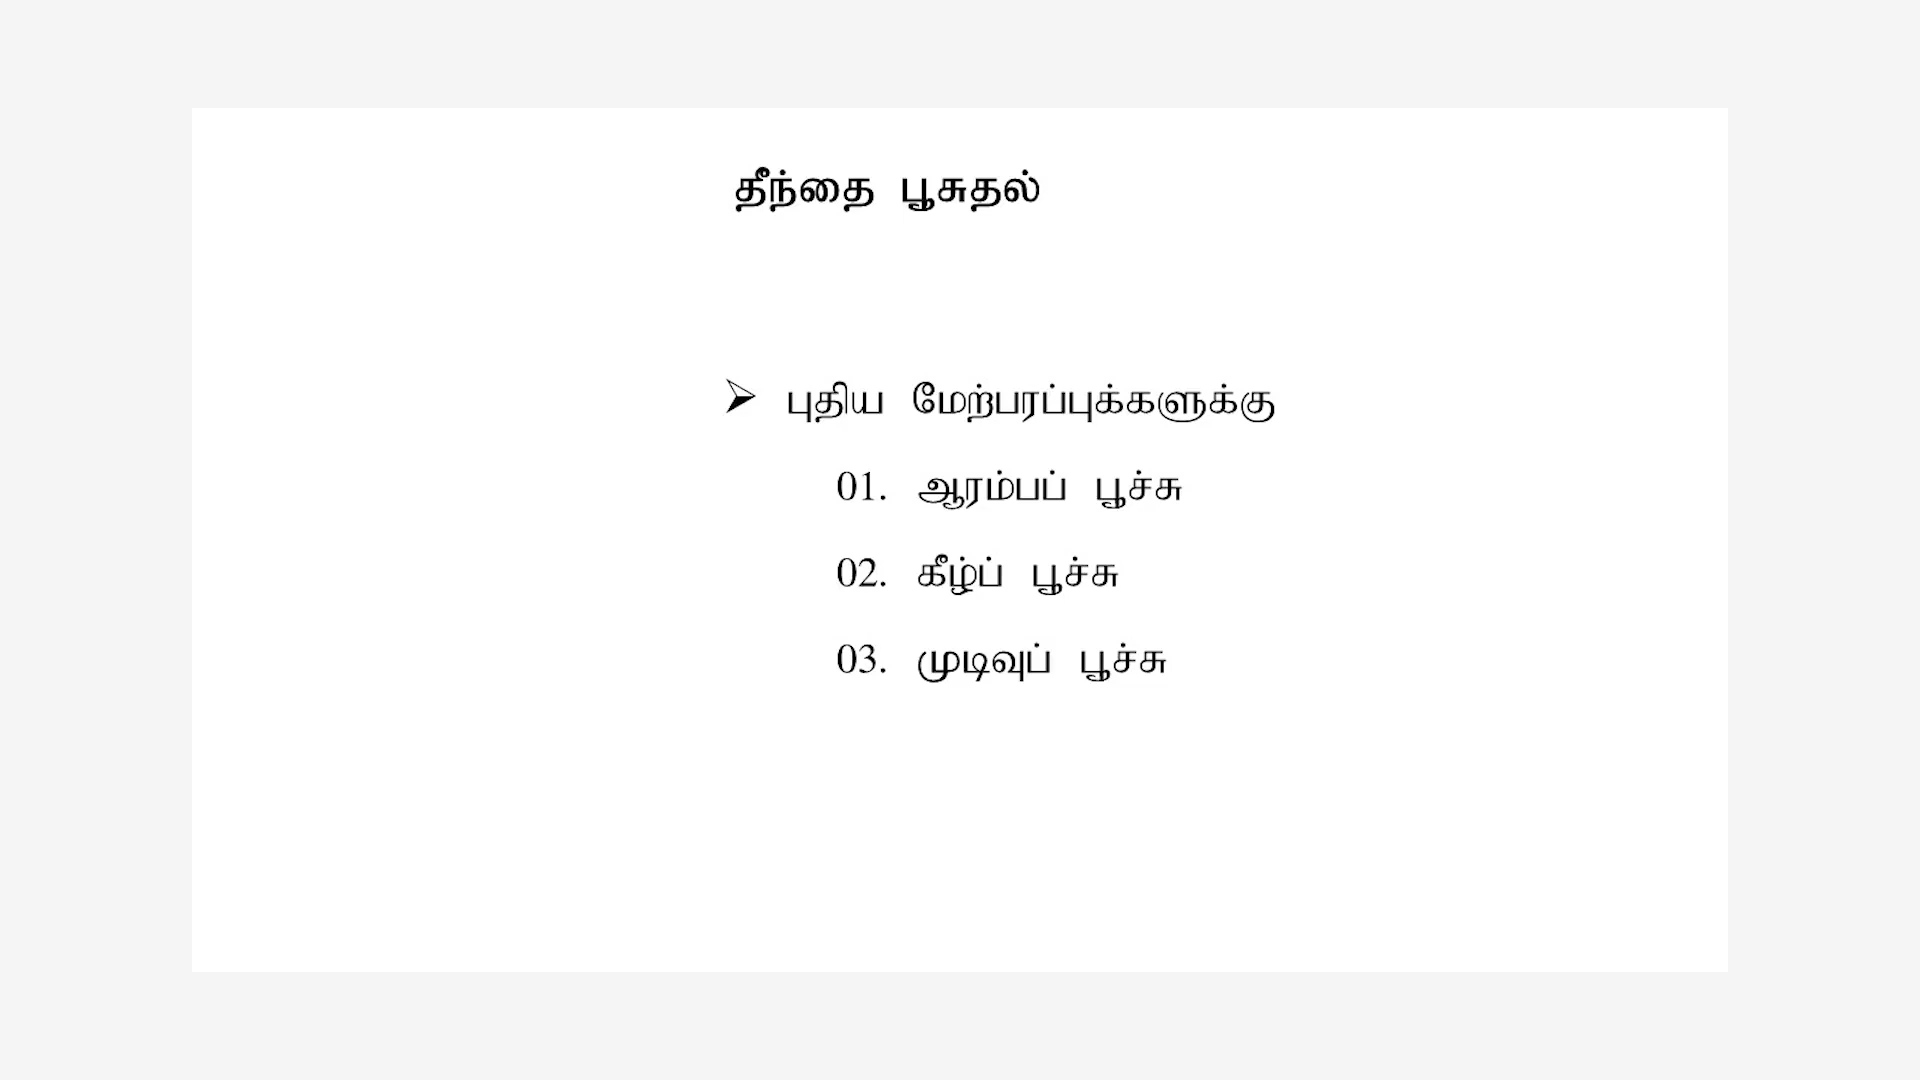 தீந்தை பூசுதல்
➢ புதிய மேற்பரப்புக்களுக்கு
01. ஆரம்பப் பூச்சு
02. கீழ்ப் பூச்சு
03. முடிவுப் பூச்சு